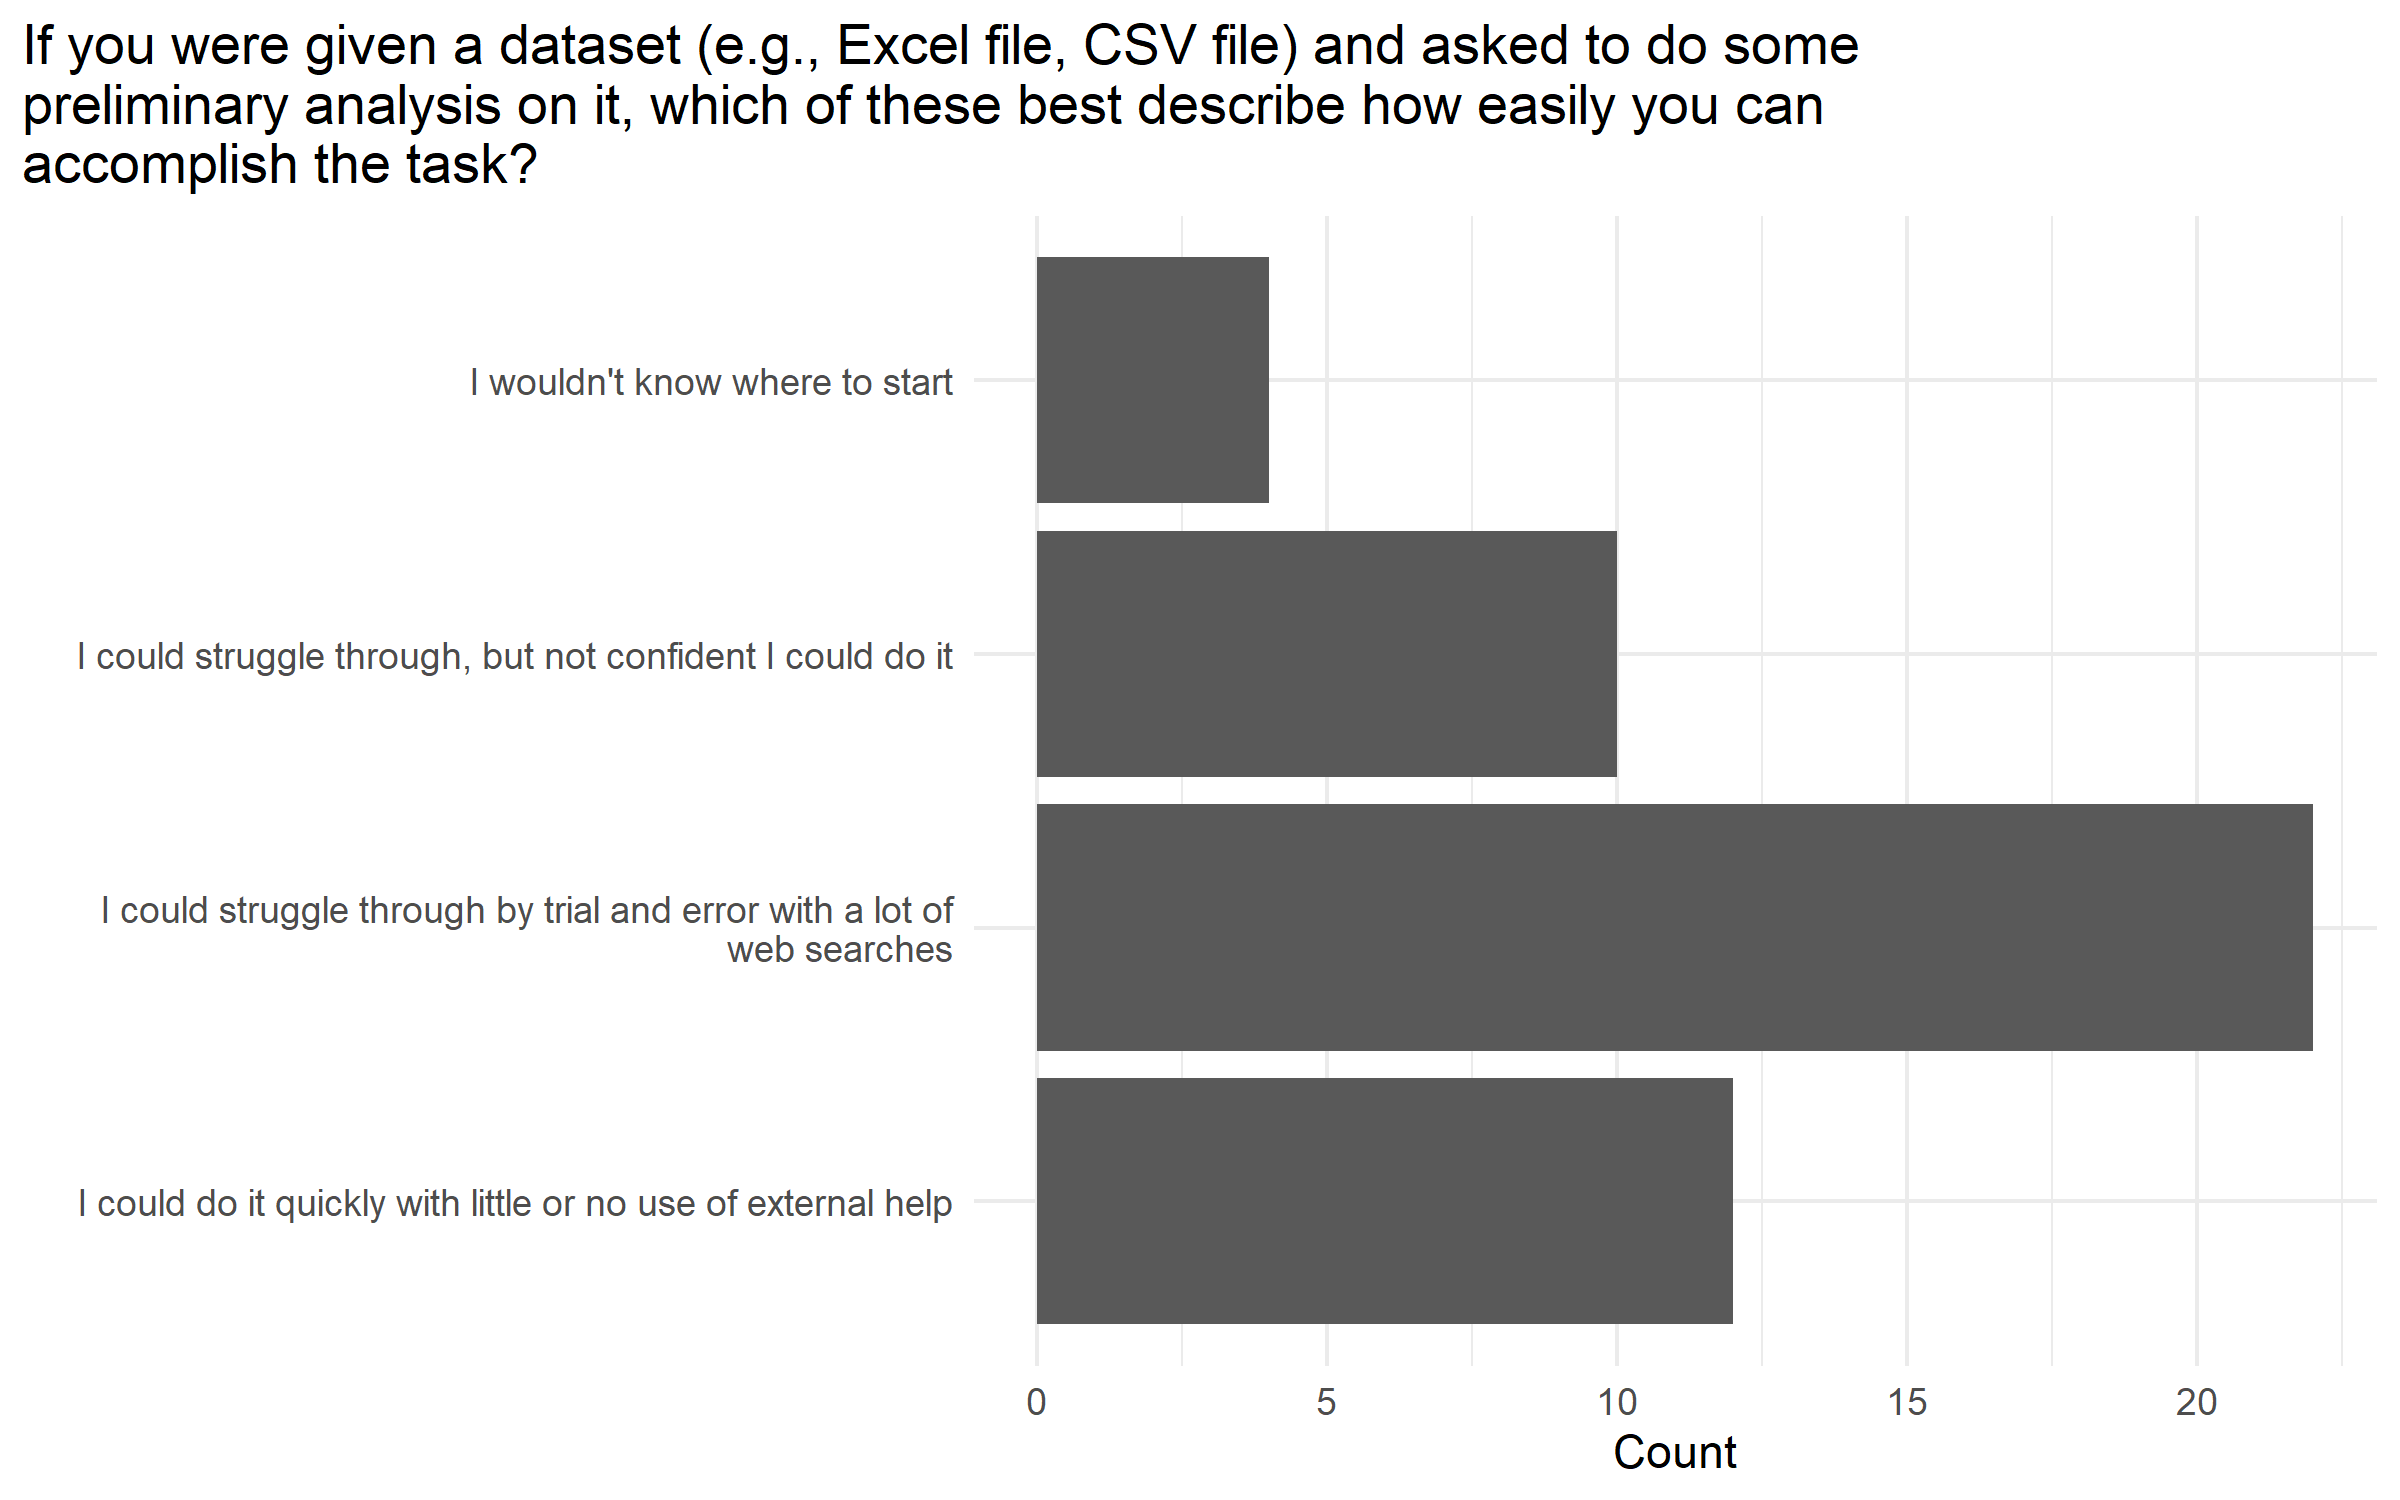 If you were given a dataset (e.g., Excel file, CSV file) and asked to do some
preliminary analysis on it, which of these best describe how easily you can
accomplish the task?
I wouldn't know where to start
I could struggle through, but not confident I could do it
I could struggle through by trial and error with a lot of
web searches
I could do it quickly with little or no use of external help
0 5 10 15 20
Count